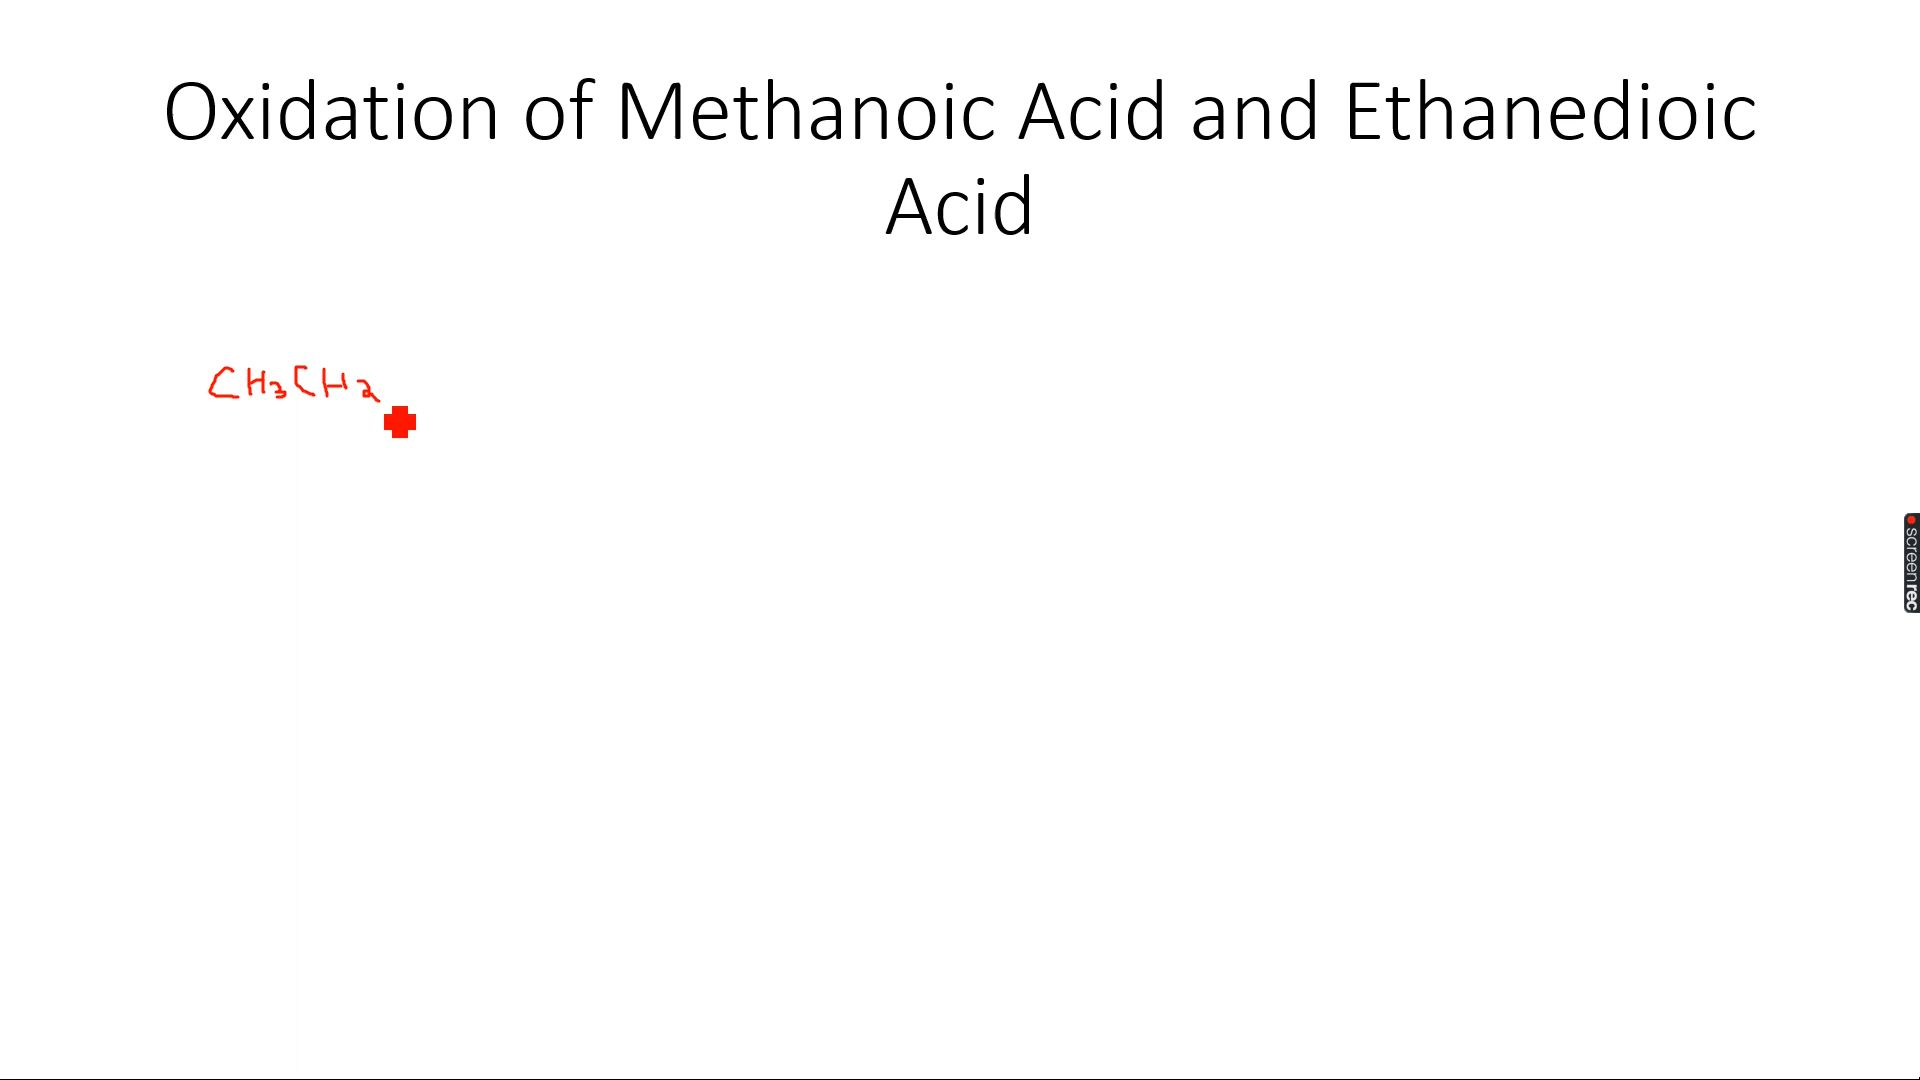 Oxidation of Methanoic Acid and Ethanedioic
Acid
CH3CH2
screenrec